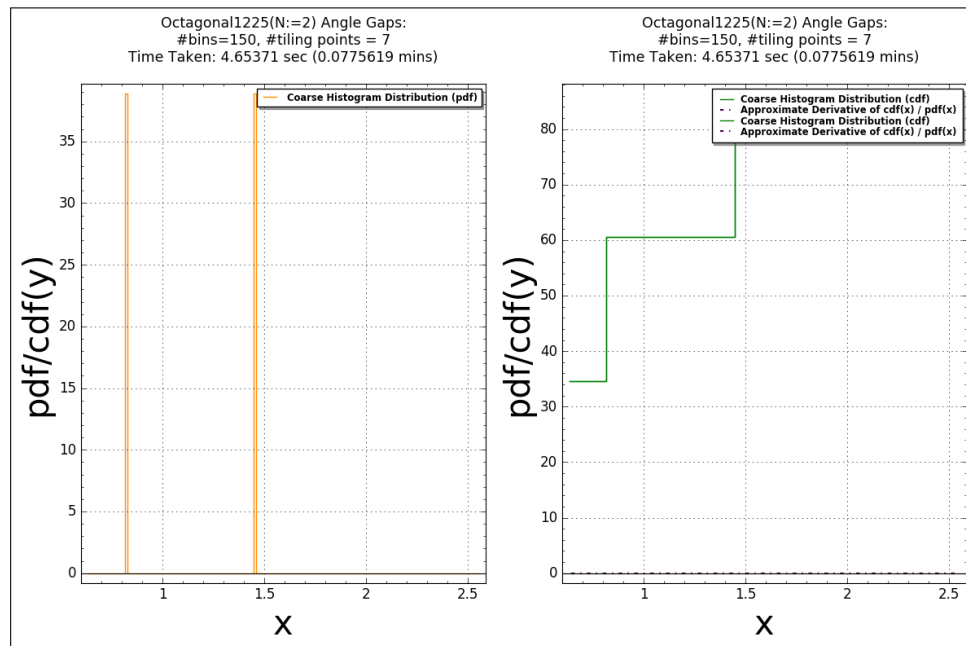 Octagonal1225(N:=2) Angle Gaps:
#bins=150, #tiling points = 7
Time Taken: 4.65371 sec (0.0775619 mins)
Coarse Histogram Distribution (pdf)
35
30
25
20
15
10
5
0
pdf/cdf(y)
1
1.5
2
2.5
x
Octagonal1225(N:=2) Angle Gaps:
#bins=150, #tiling points = 7
Time Taken: 4.65371 sec (0.0775619 mins)
Coarse Histogram Distribution (cdf)
Approximate Derivative of cdf(x) / pdf(x)
Coarse Histogram Distribution (cdf)
Approximate Derivative of cdf(x) / pdf(x)
80
70
60
50
40
30
20
10
0
pdf/cdf(y)
1
1.5
2
2.5
x